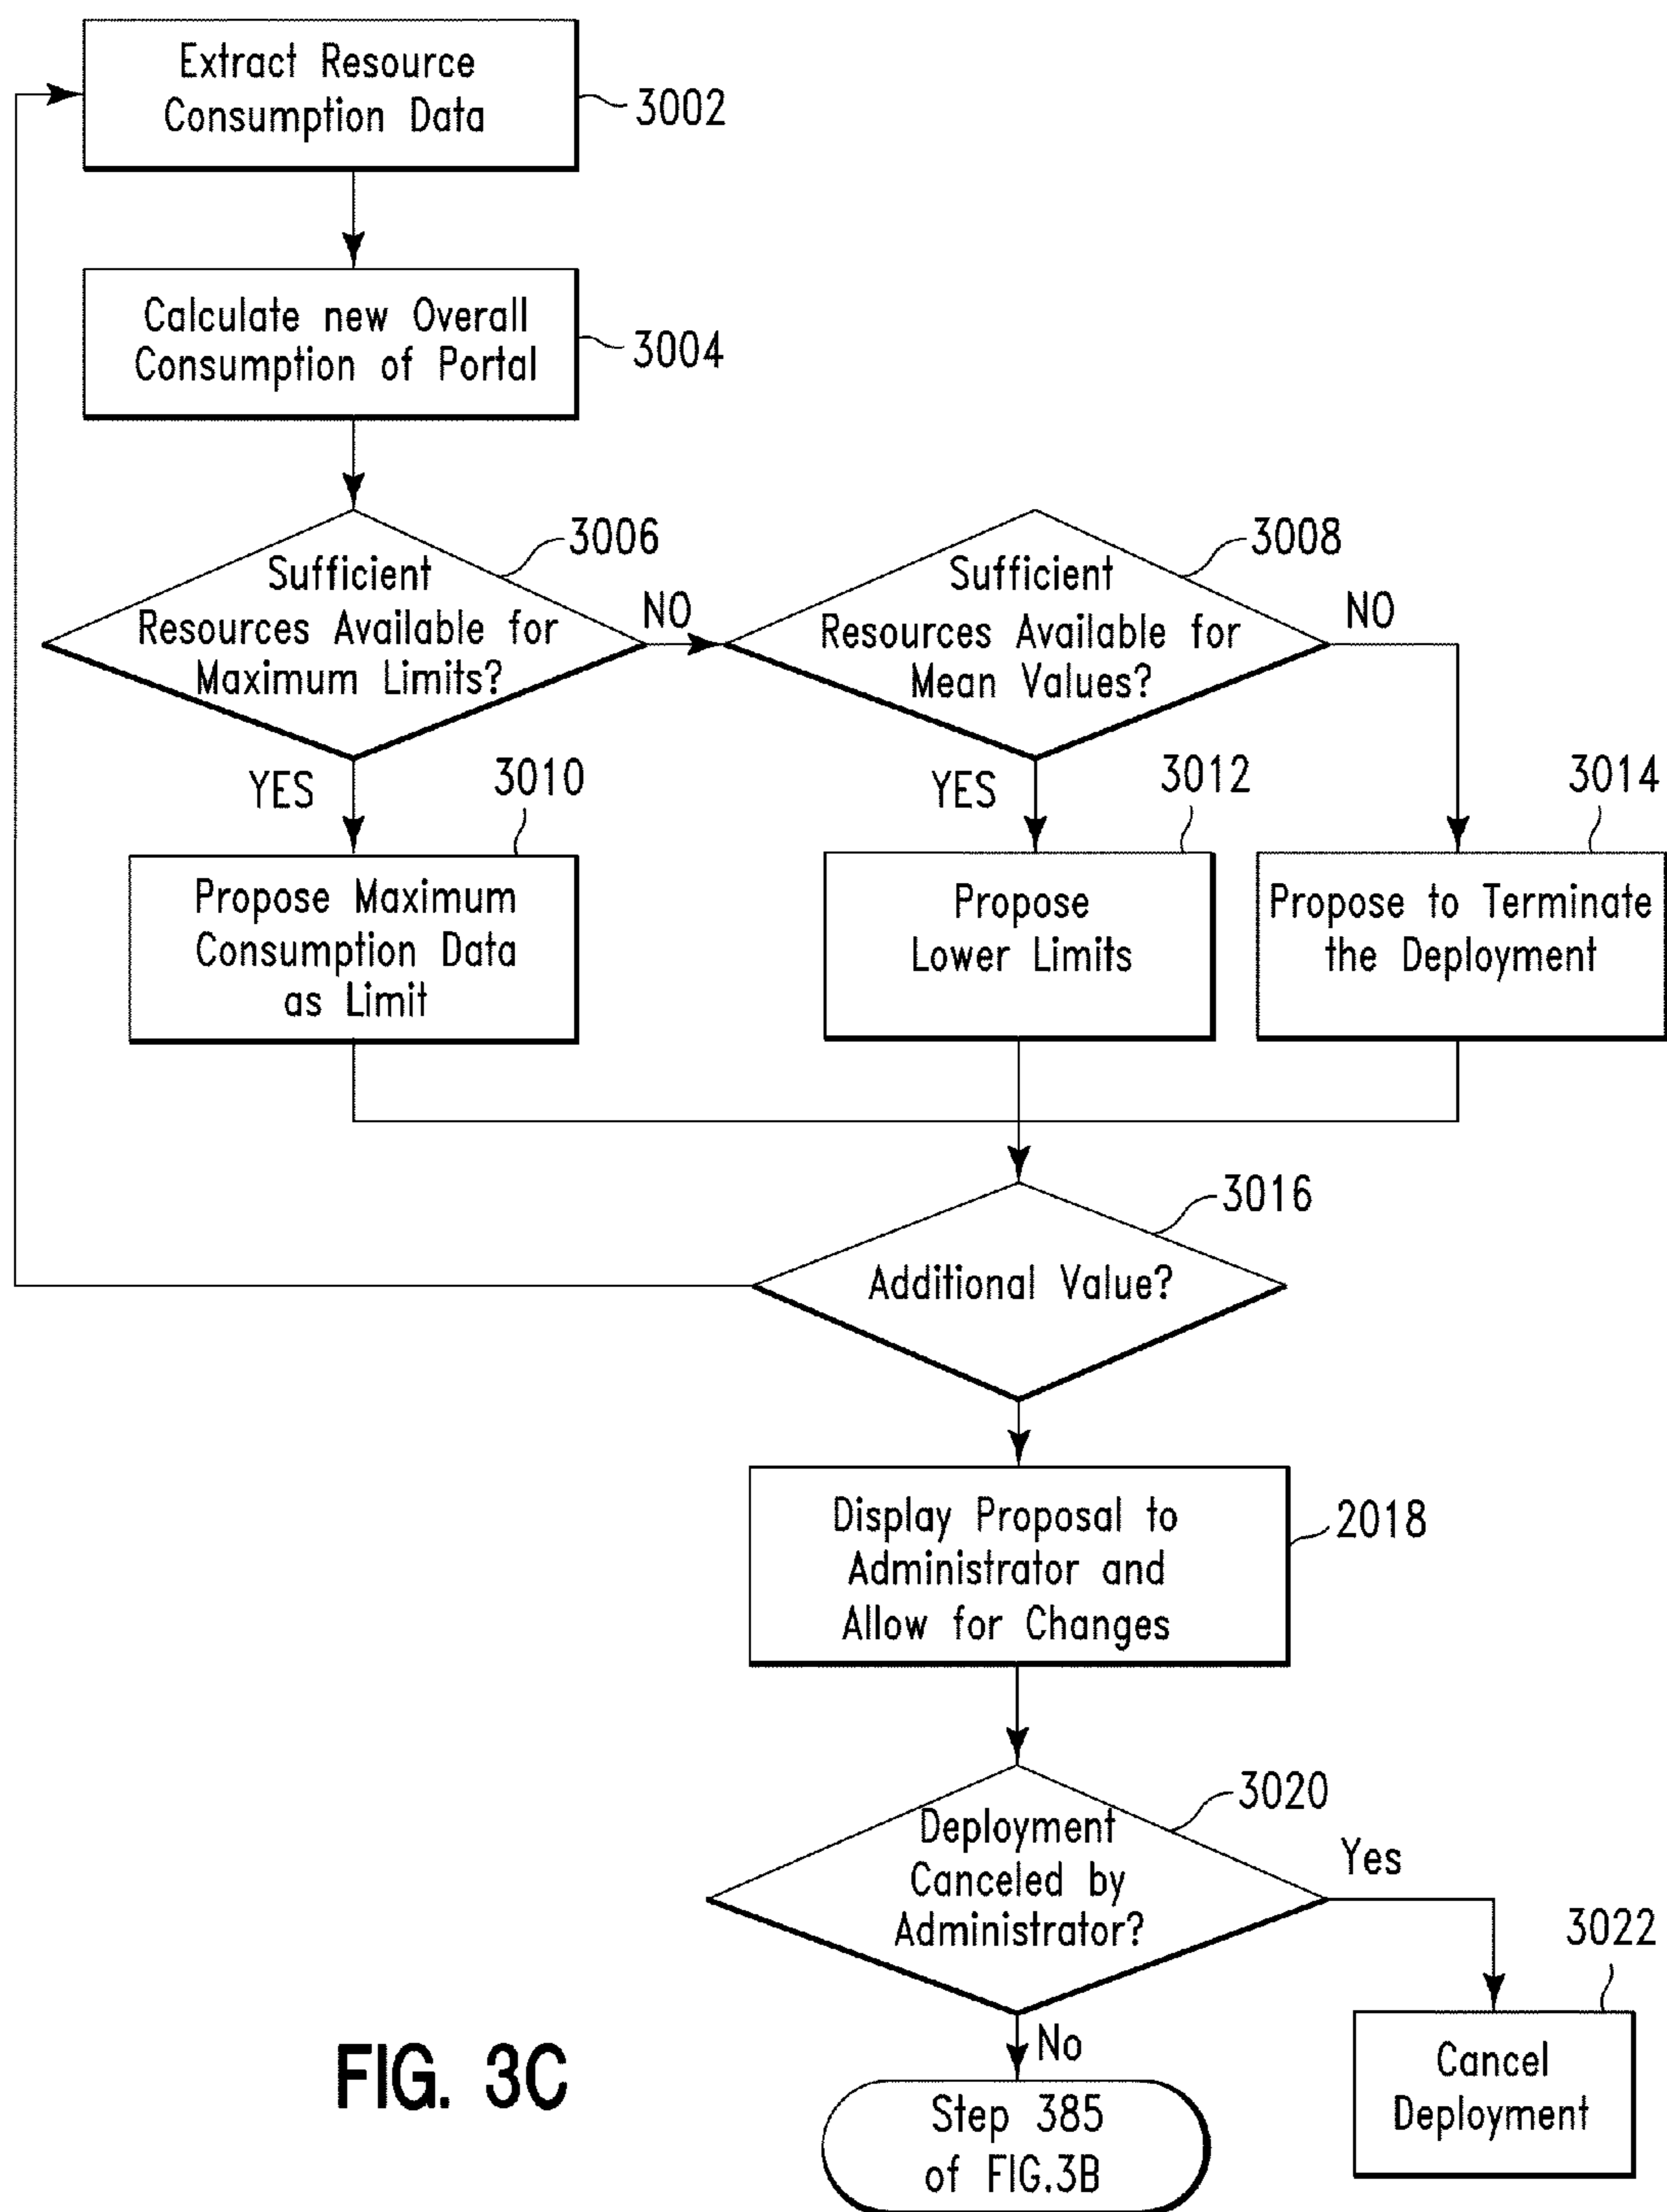 Extract Resource
Consumption Data
3002
Calculate new Overall
Consumption of Portal
3004
Sufficient
Resources Available for
Maximum Limits?
3006
NO
Sufficient
Resources Available for
Mean Values?
3008
NO
YES
3010
YES
3012
3014
Propose Maximum
Consumption Data
as Limit
Propose
Lower Limits
Propose to Terminate
the Deployment
3016
Additional Value?
Display Proposal to
Administrator and
Allow for Changes
2018
3020
Deployment
Canceled by
Administrator?
Yes
3022
No
Cancel
Deployment
Step 385
of FIG.3B
FIG. 3C